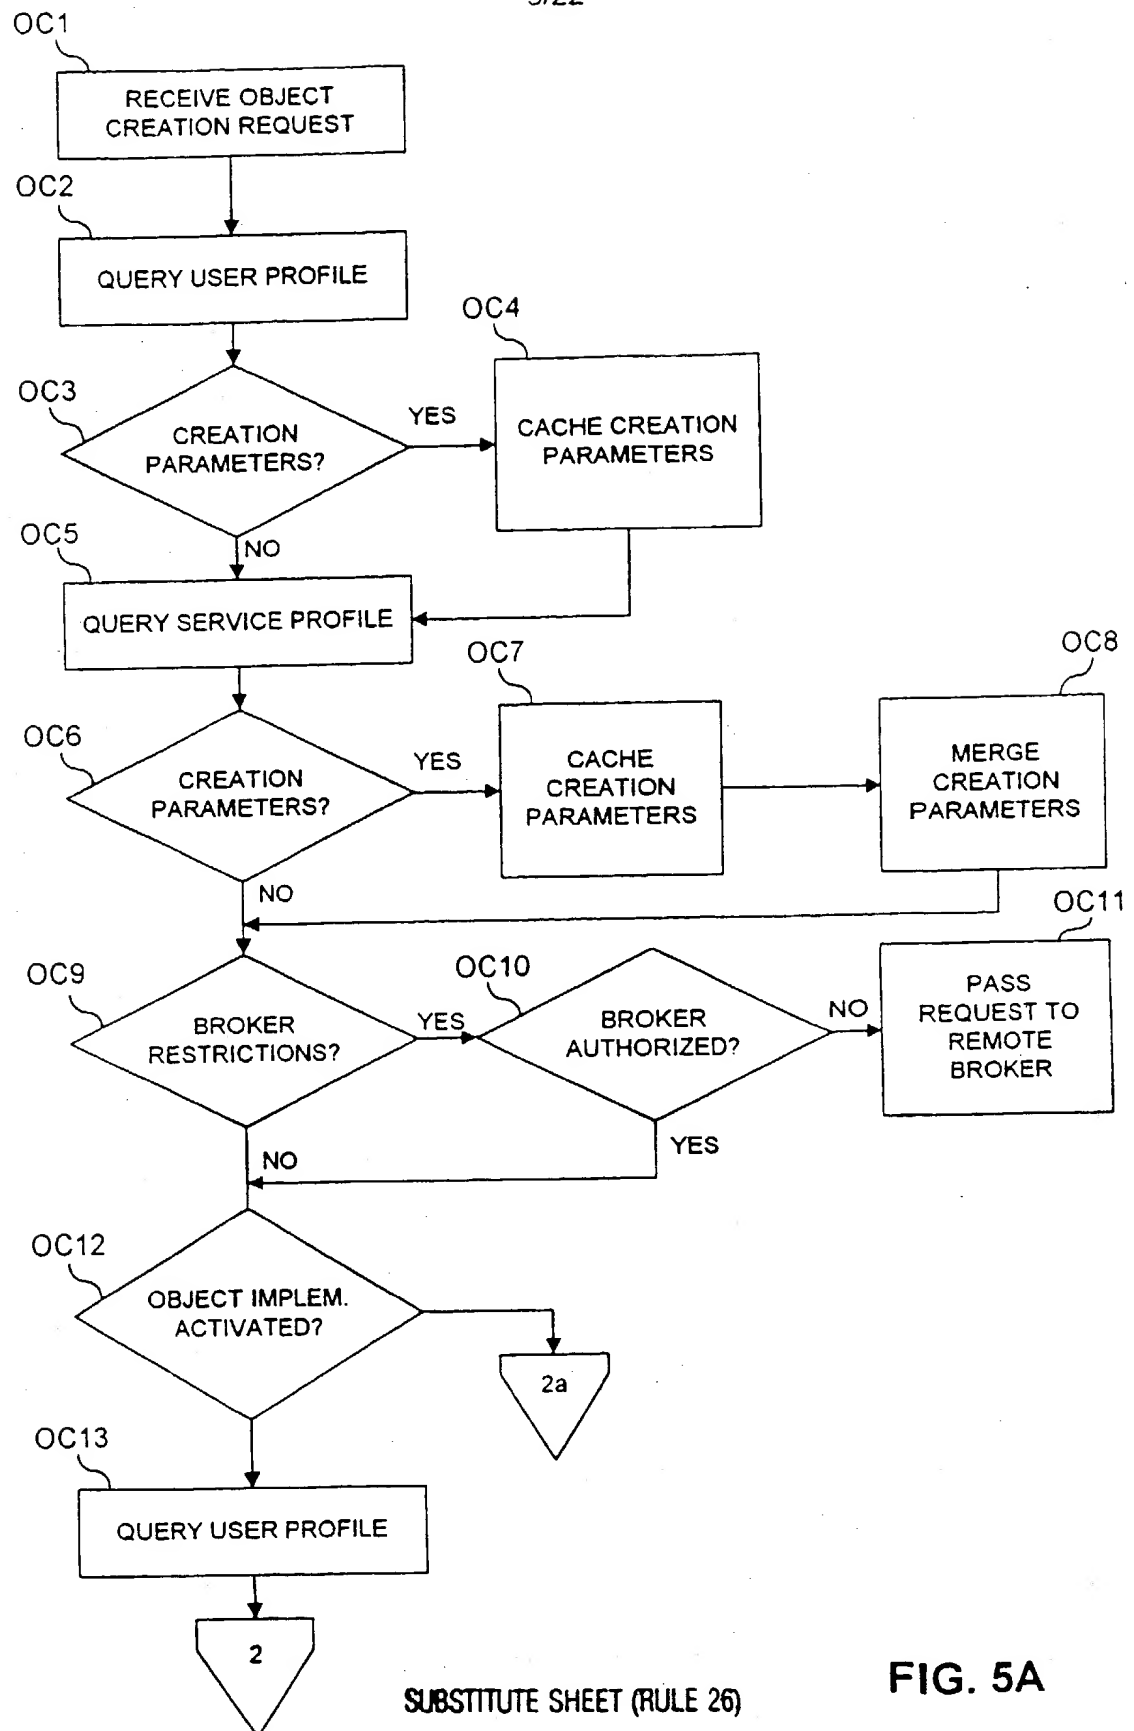 OC1
RECEIVE OBJECT
CREATION REQUEST
OC2
QUERY USER PROFILE
OC4
OC3
CREATION
PARAMETERS?
YES
CACHE CREATION
PARAMETERS
NO
OC5
QUERY SERVICE PROFILE
OC7
OC8
OC6
CREATION
PARAMETERS?
YES
CACHE
CREATION
PARAMETERS
MERGE
CREATION
PARAMETERS
NO
OC9
BROKER
RESTRICTIONS?
YES
OC10
BROKER
AUTHORIZED?
NO
OC11
PASS
REQUEST TO
REMOTE
BROKER
NO
YES
OC12
OBJECT IMPLEM.
ACTIVATED?
2a
OC13
QUERY USER PROFILE
2
SUBSTITUTE SHEET (RULE 26)
FIG. 5A